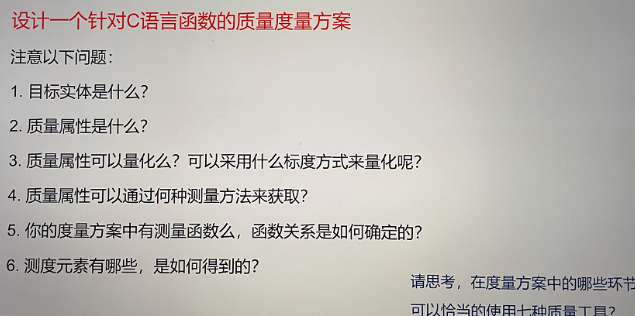 设计一个针对C语言函数的质量度量方案
注意以下问题：
1. 目标实体是什么？
2. 质量属性是什么？
3. 质量属性可以量化么？可以采用什么标度方式来量化呢？
4. 质量属性可以通过何种测量方法来获取？
5. 你的度量方案中有测量函数么，函数关系是如何确定的？
6. 测度元素有哪些，是如何得到的？
请思考，在度量方案中的哪些环节
可以恰当的使用七种质量工具？